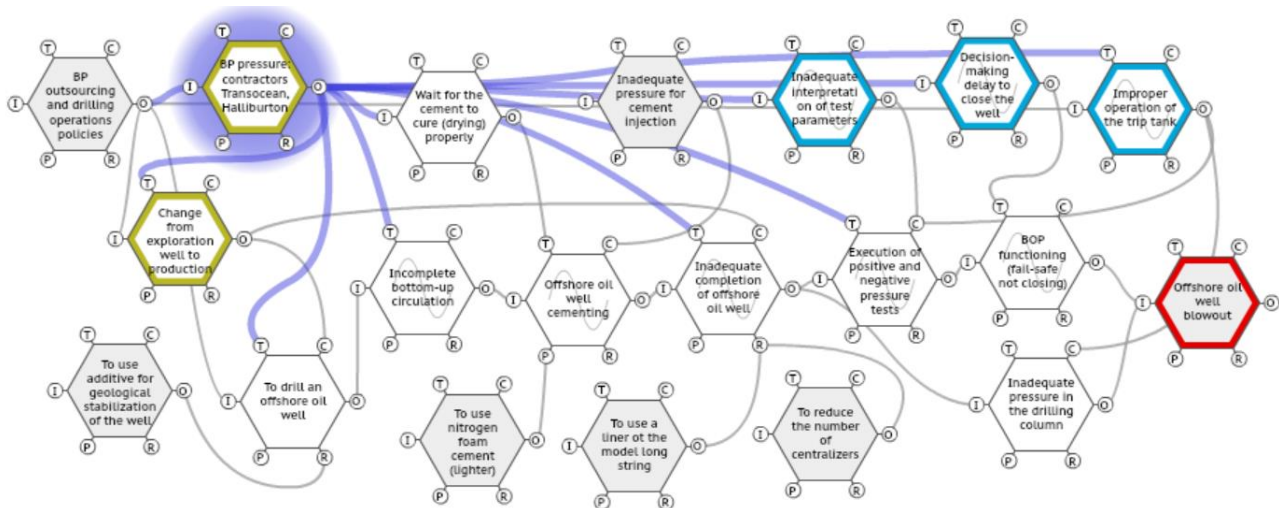 T C
BP
outsourcing
and drilling
operations
policies
I O
P R
T C
BP pressure:
contractors
Transocean,
Halliburton
I O
P R
T C
Wait for the
cement to
cure (drying)
properly
I O
P R
T C
Inadequate
pressure for
cement
injection
I O
P R
T C
Inadequate
interpretati
on of test
parameters
I O
P R
T C
Decision-
making
delay to
close the
well
I O
P R
T C
Improper
operation of
the trip tank
I O
P R
T C
Change
from
exploration
well to
production
I O
P R
T C
Incomplete
bottom-up
circulation
I O
P R
T C
Offshore oil
well
cementing
I O
P R
T C
Inadequate
completion
of offshore
oil well
I O
P R
T C
Execution of
positive and
negative
pressure
tests
I O
P R
T C
BOP
functioning
(fail-safe
not closing)
I O
P R
T C
Offshore oil
well
blowout
I O
P R
T C
To use
additive for
geological
stabilization
of the well
I O
P R
T C
To drill an
offshore oil
well
I O
P R
T C
To use
nitrogen
foam
cement
(lighter)
I O
P R
T C
To use a
liner ot the
model long
string
I O
P R
T C
To reduce
the number
of
centralizers
I O
P R
T C
Inadequate
pressure in
the drilling
column
I O
P R